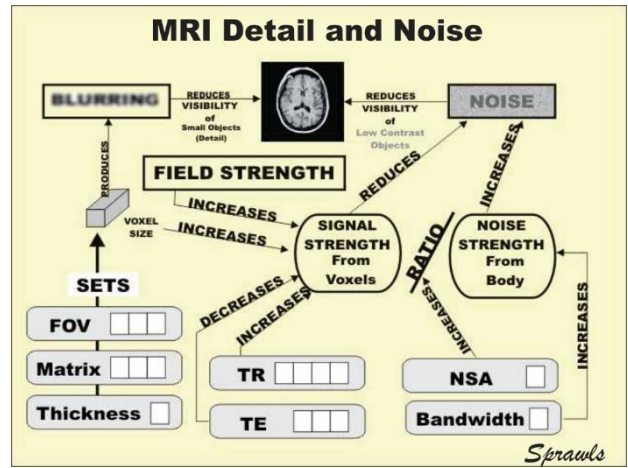 MRI Detail and Noise
BLURRING
REDUCES
VISIBILITY
of
Small Objects
(Detail)
REDUCES
VISIBILITY
of
Low Contrast
Objects
NOISE
PRODUCES
FIELD STRENGTH
REDUCES
INCREASES
INCREASES
VOXEL
SIZE
INCREASES
SIGNAL
STRENGTH
From
Voxels
RATIO
NOISE
STRENGTH
From
Body
SETS
DECREASES
INCREASES
INCREASES
INCREASES
FOV
Matrix
Thickness
TR
TE
NSA
Bandwidth
Sprawls